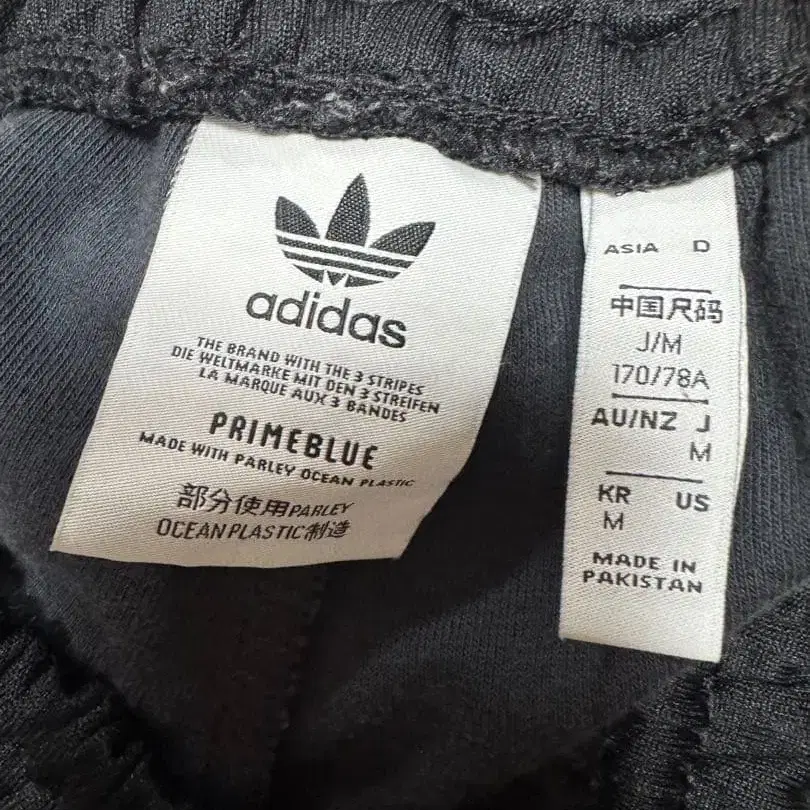 adidas
THE BRAND WITH THE 3 STRIPES
DIE WELTMARKE MIT DEN 3 STREIFEN
LA MARQUE AUX 3 BANDES
PRIMEBLUE
MADE WITH PARLEY OCEAN PLASTIC
部分使用PARLEY
OCEAN PLASTIC制造
ASIA D
中国尺码
J/M
170/78A
AU/NZ J
M
KR US
M
MADE IN
PAKISTAN